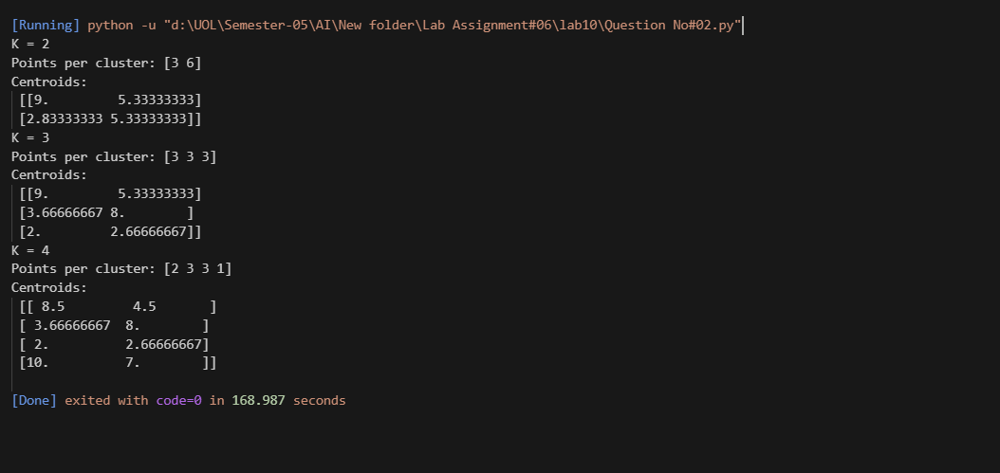 [Running] python -u "d:\UOL\Semester-05\AI\New folder\Lab Assignment#06\lab10\Question No#02.py"
K = 2
Points per cluster: [3 6]
Centroids:
 [[9.         5.33333333]
 [2.83333333 5.33333333]]
K = 3
Points per cluster: [3 3 3]
Centroids:
 [[9.         5.33333333]
 [3.66666667 8.        ]
 [2.         2.66666667]]
K = 4
Points per cluster: [2 3 3 1]
Centroids:
 [[ 8.5         4.5       ]
 [ 3.66666667  8.        ]
 [ 2.          2.66666667]
 [10.          7.        ]]
[Done] exited with code=0 in 168.987 seconds